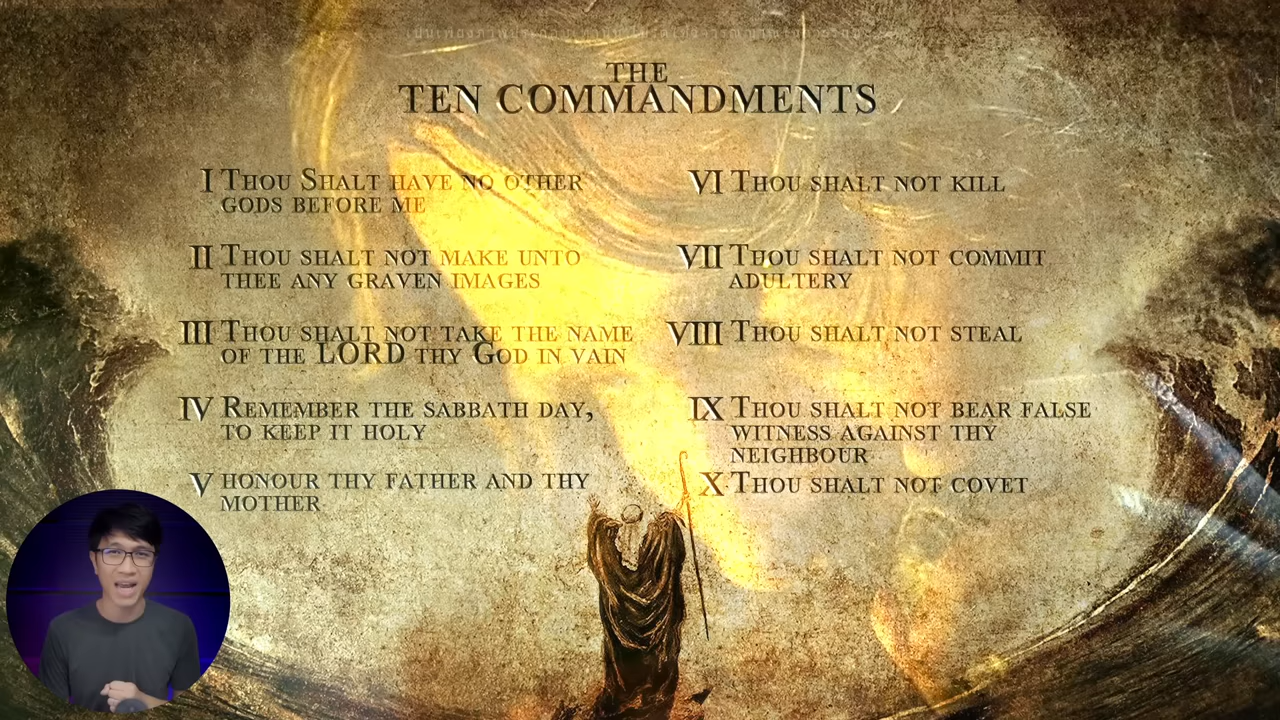 THE
TEN COMMANDMENTS
I THOU SHALT HAVE NO OTHER
GODS BEFORE ME
II THOU SHALT NOT MAKE UNTO
THEE ANY GRAVEN IMAGES
III THOU SHALT NOT TAKE THE NAME
OF THE LORD THY GOD IN VAIN
IV REMEMBER THE SABBATH DAY,
TO KEEP IT HOLY
V HONOUR THY FATHER AND THY
MOTHER
VI THOU SHALT NOT KILL
VII THOU SHALT NOT COMMIT
ADULTERY
VIII THOU SHALT NOT STEAL
IX THOU SHALT NOT BEAR FALSE
WITNESS AGAINST THY
NEIGHBOUR
X THOU SHALT NOT COVET